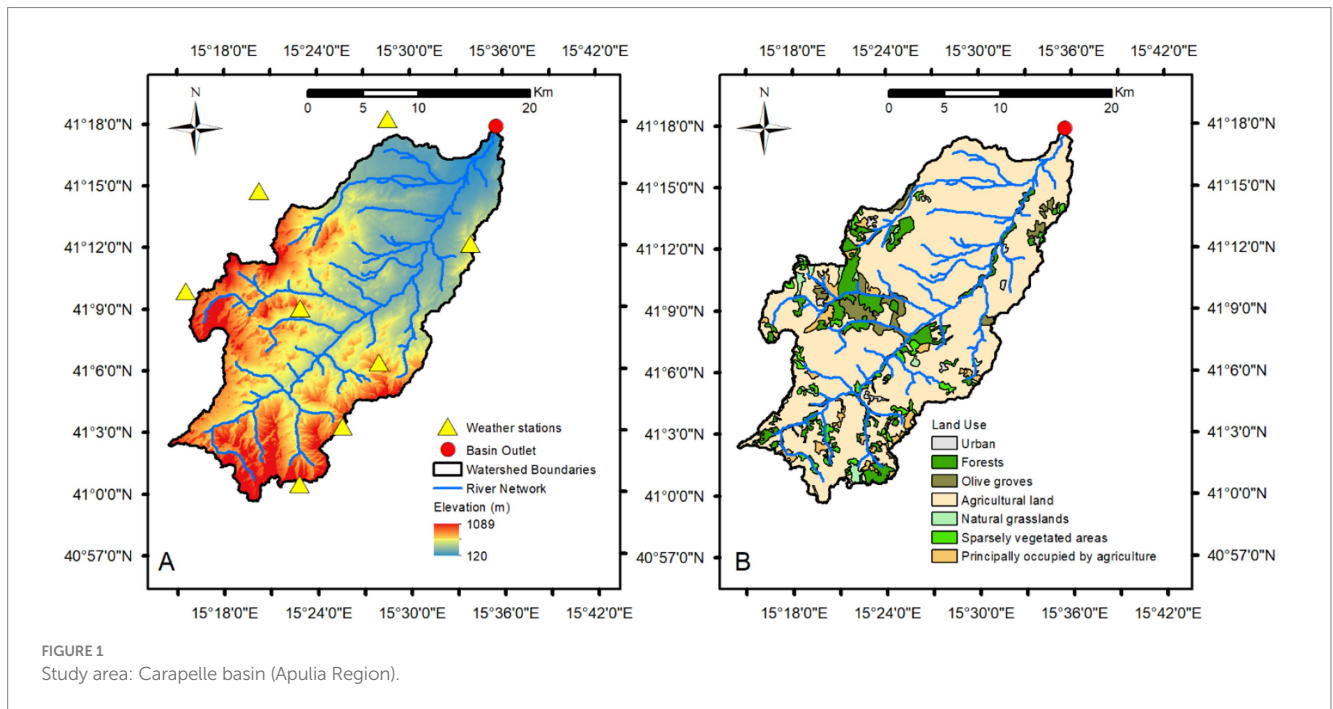 15°18'0"E 15°24'0"E 15°30'0"E 15°36'0"E 15°42'0"E
N
Km
0 5 10 20
41°18'0"N
41°15'0"N
41°12'0"N
41°9'0"N
41°6'0"N
41°3'0"N
41°0'0"N
40°57'0"N
Weather stations
Basin Outlet
Watershed Boundaries
River Network
Elevation (m)
1089
120
A
15°18'0"E 15°24'0"E 15°30'0"E 15°36'0"E 15°42'0"E
15°18'0"E 15°24'0"E 15°30'0"E 15°36'0"E 15°42'0"E
N
Km
0 5 10 20
41°18'0"N
41°15'0"N
41°12'0"N
41°9'0"N
41°6'0"N
41°3'0"N
41°0'0"N
40°57'0"N
Land Use
Urban
Forests
Olive groves
Agricultural land
Natural grasslands
Sparsely vegetated areas
Principally occupied by agriculture
B
15°18'0"E 15°24'0"E 15°30'0"E 15°36'0"E 15°42'0"E
FIGURE 1
Study area: Carapelle basin (Apulia Region).